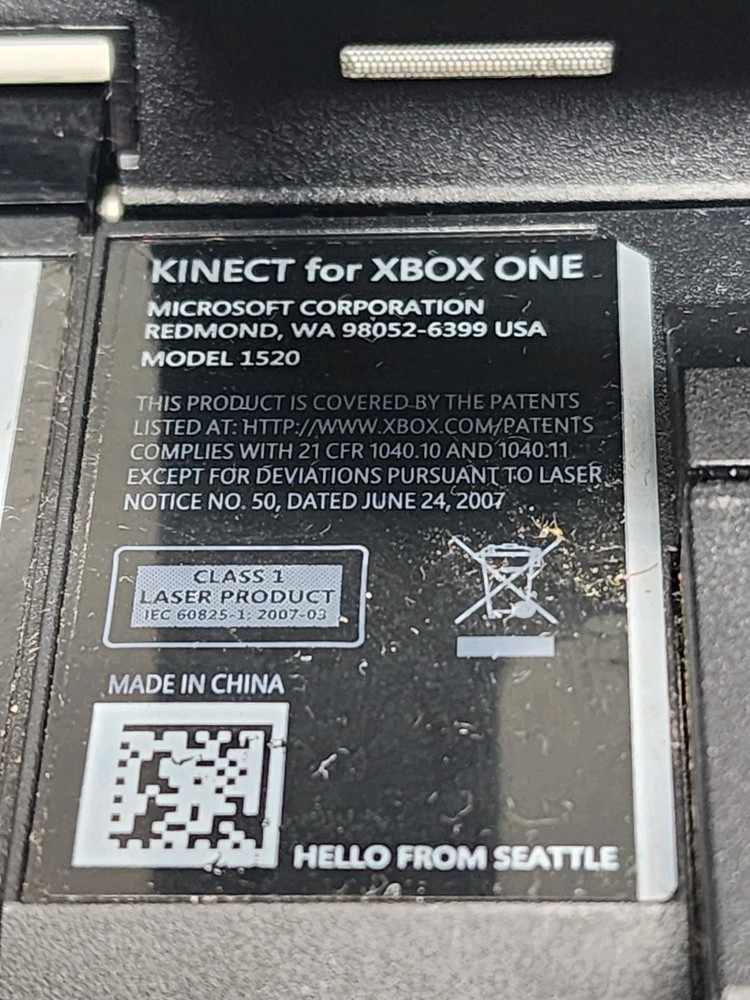 KINECT for XBOX ONE
MICROSOFT CORPORATION
REDMOND, WA 98052-6399 USA
MODEL 1520
THIS PRODUCT IS COVERED BY THE PATENTS
LISTED AT: HTTP://WWW.XBOX.COM/PATENTS
COMPLIES WITH 21 CFR 1040.10 AND 1040.11
EXCEPT FOR DEVIATIONS PURSUANT TO LASER
NOTICE NO. 50, DATED JUNE 24, 2007
CLASS 1
LASER PRODUCT
IEC 60825-1: 2007-03
MADE IN CHINA
HELLO FROM SEATTLE